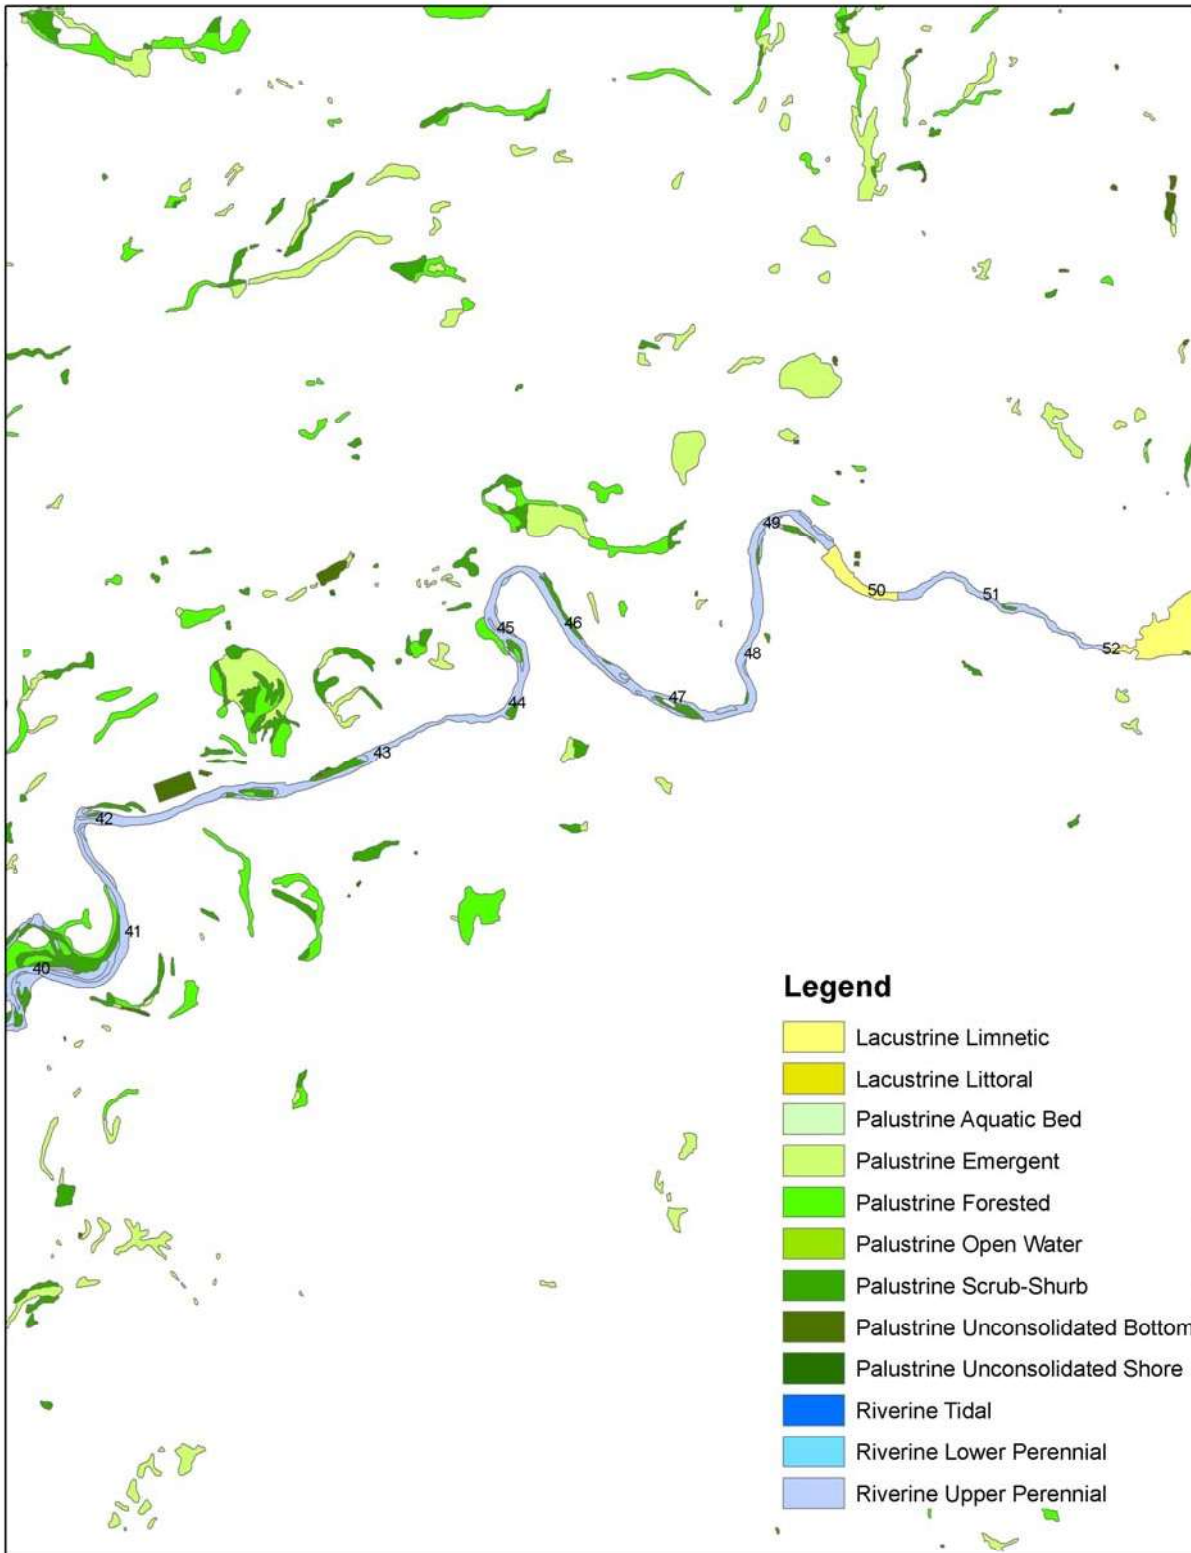 49
50
51
45
46
52
48
47
44
43
42
41
40
Legend
Lacustrine Limnetic
Lacustrine Littoral
Palustrine Aquatic Bed
Palustrine Emergent
Palustrine Forested
Palustrine Open Water
Palustrine Scrub-Shurb
Palustrine Unconsolidated Bottom
Palustrine Unconsolidated Shore
Riverine Tidal
Riverine Lower Perennial
Riverine Upper Perennial